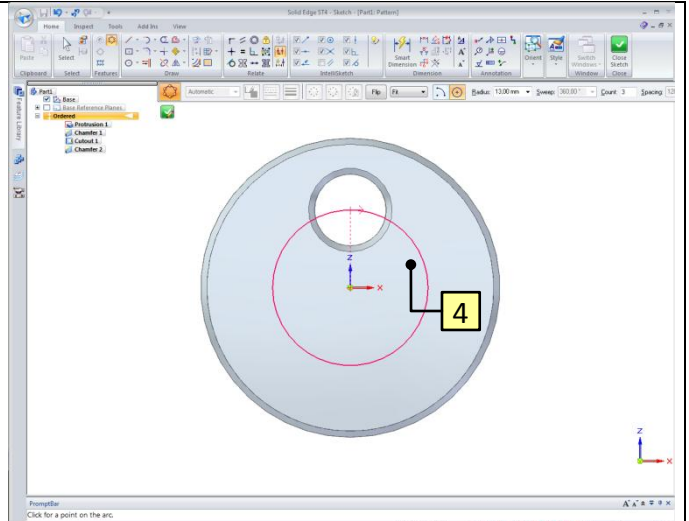 Solid Edge ST4 - Sketch - [Part1: Pattern]
Home Inspect Tools Add Ins View
Paste
Select
Smart Dimension
Orient
Style
Switch Windows
Close Sketch
Clipboard Select Features Draw Relate IntelliSketch Dimension Annotation Window Close
Automatic Flip Fit Radius: 13.00 mm Sweep: 360.00 ° Count: 3 Spacing:
Feature Library
Part1
Base
Base Reference Planes
Ordered
Protrusion 1
Chamfer 1
Cutout 1
Chamfer 2
z
x
4
z
x
PromptBar
Click for a point on the arc.